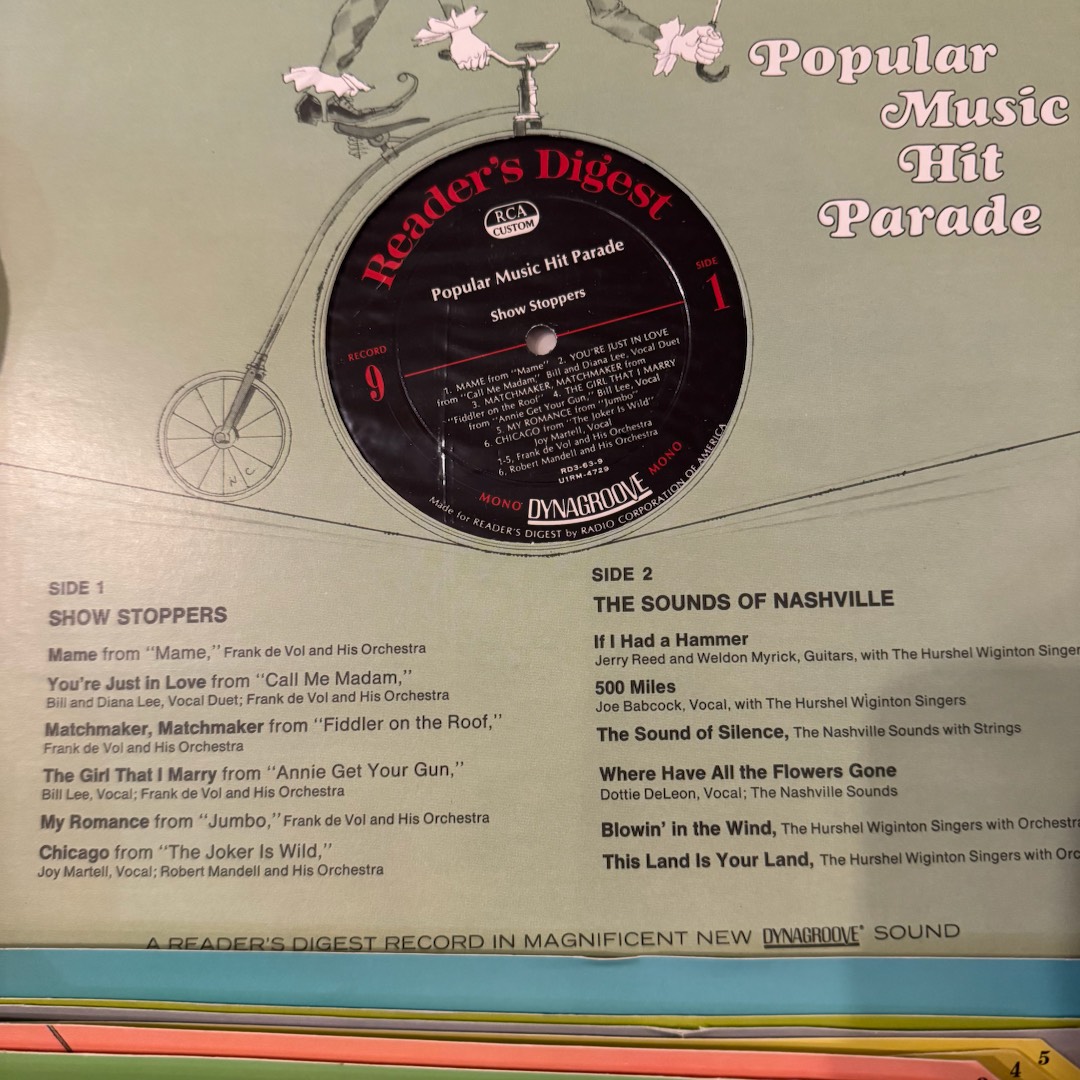 Popular
Music
Hit
Parade
Reader's Digest
RCA
CUSTOM
Popular Music Hit Parade
Show Stoppers
SIDE
1
RECORD
9
1. MAME from "Mame" 2. YOU'RE JUST IN LOVE
from "Call Me Madam" Bill and Diana Lee, Vocal Duet
3. MATCHMAKER, MATCHMAKER from
"Fiddler on the Roof" 4. THE GIRL THAT I MARRY
from "Annie Get Your Gun," Bill Lee, Vocal
5. MY ROMANCE from "Jumbo"
6. CHICAGO from "The Joker Is Wild"
Joy Martell, Vocal
1-5, Frank de Vol and His Orchestra
6. Robert Mandell and His Orchestra
RD3-63-9
U1RM-4729
MONO DYNAGROOVE MONO
Made for READER'S DIGEST by RADIO CORPORATION OF AMERICA
N C
SIDE 1
SHOW STOPPERS
Mame from "Mame," Frank de Vol and His Orchestra
You're Just in Love from "Call Me Madam,"
Bill and Diana Lee, Vocal Duet; Frank de Vol and His Orchestra
Matchmaker, Matchmaker from "Fiddler on the Roof,"
Frank de Vol and His Orchestra
The Girl That I Marry from "Annie Get Your Gun,"
Bill Lee, Vocal; Frank de Vol and His Orchestra
My Romance from "Jumbo," Frank de Vol and His Orchestra
Chicago from "The Joker Is Wild,"
Joy Martell, Vocal; Robert Mandell and His Orchestra
SIDE 2
THE SOUNDS OF NASHVILLE
If I Had a Hammer
Jerry Reed and Weldon Myrick, Guitars, with The Hurshel Wiginton Singer
500 Miles
Joe Babcock, Vocal, with The Hurshel Wiginton Singers
The Sound of Silence, The Nashville Sounds with Strings
Where Have All the Flowers Gone
Dottie DeLeon, Vocal; The Nashville Sounds
Blowin' in the Wind, The Hurshel Wiginton Singers with Orchestra
This Land Is Your Land, The Hurshel Wiginton Singers with Orc
A READER'S DIGEST RECORD IN MAGNIFICENT NEW DYNAGROOVE* SOUND
5
4